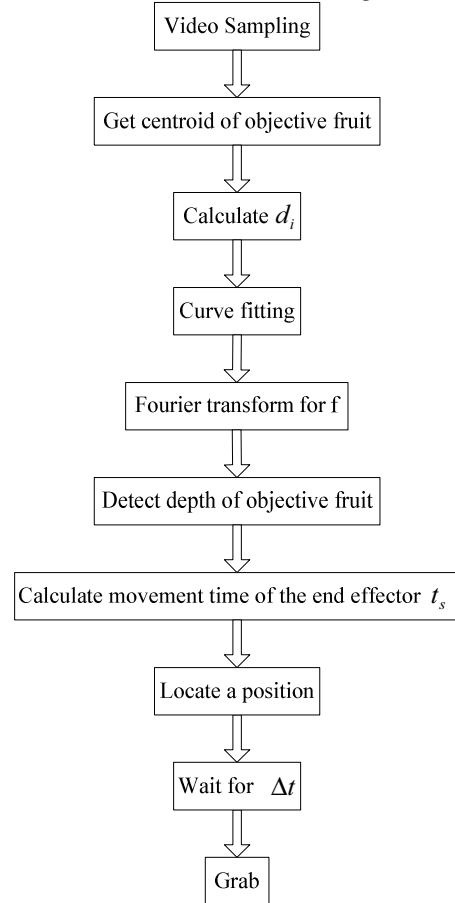 Video Sampling
Get centroid of objective fruit
Calculate d_i
Curve fitting
Fourier transform for f
Detect depth of objective fruit
Calculate movement time of the end effector t_s
Locate a position
Wait for Δt
Grab